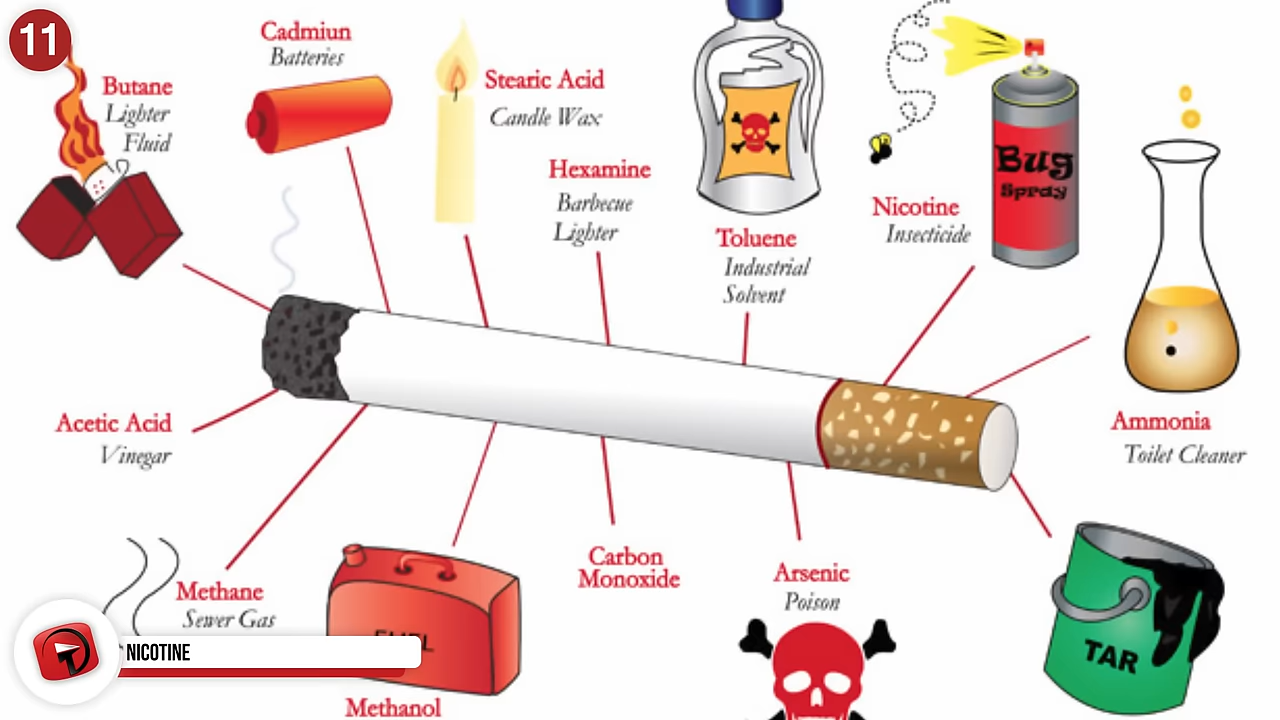 11
Cadmiun
Batteries
Butane
Lighter
Fluid
Stearic Acid
Candle Wax
Hexamine
Barbecue
Lighter
Toluene
Industrial
Solvent
Nicotine
Insecticide
Bug
Spray
Ammonia
Toilet Cleaner
Acetic Acid
Vinegar
Methane
Sewer Gas
Carbon
Monoxide
Arsenic
Poison
TAR
NICOTINE
Methanol